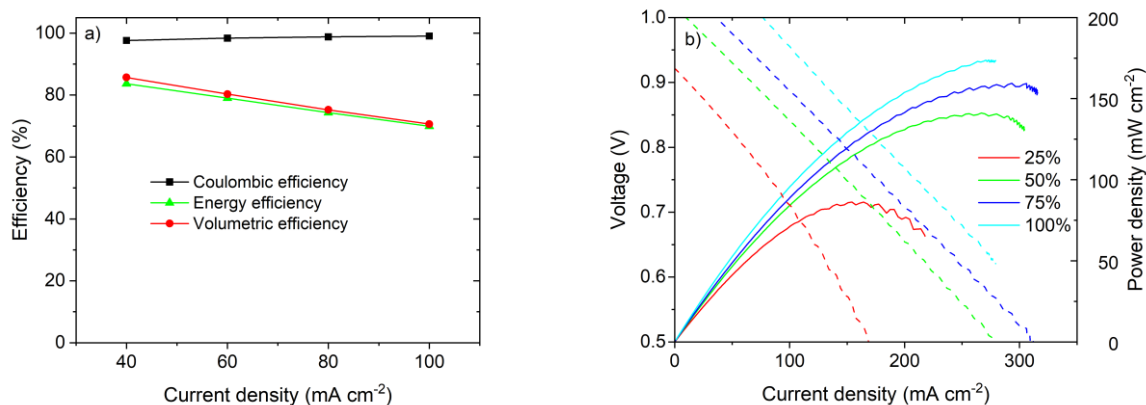 a)
100
80
60
40
20
0
Efficiency (%)
Coulombic efficiency
Energy efficiency
Volumetric efficiency
40 60 80 100
Current density (mA cm⁻²)
b)
1.0
0.9
0.8
0.7
0.6
0.5
Voltage (V)
25%
50%
75%
100%
200
150
100
50
0
Power density (mW cm⁻²)
0 100 200 300
Current density (mA cm⁻²)